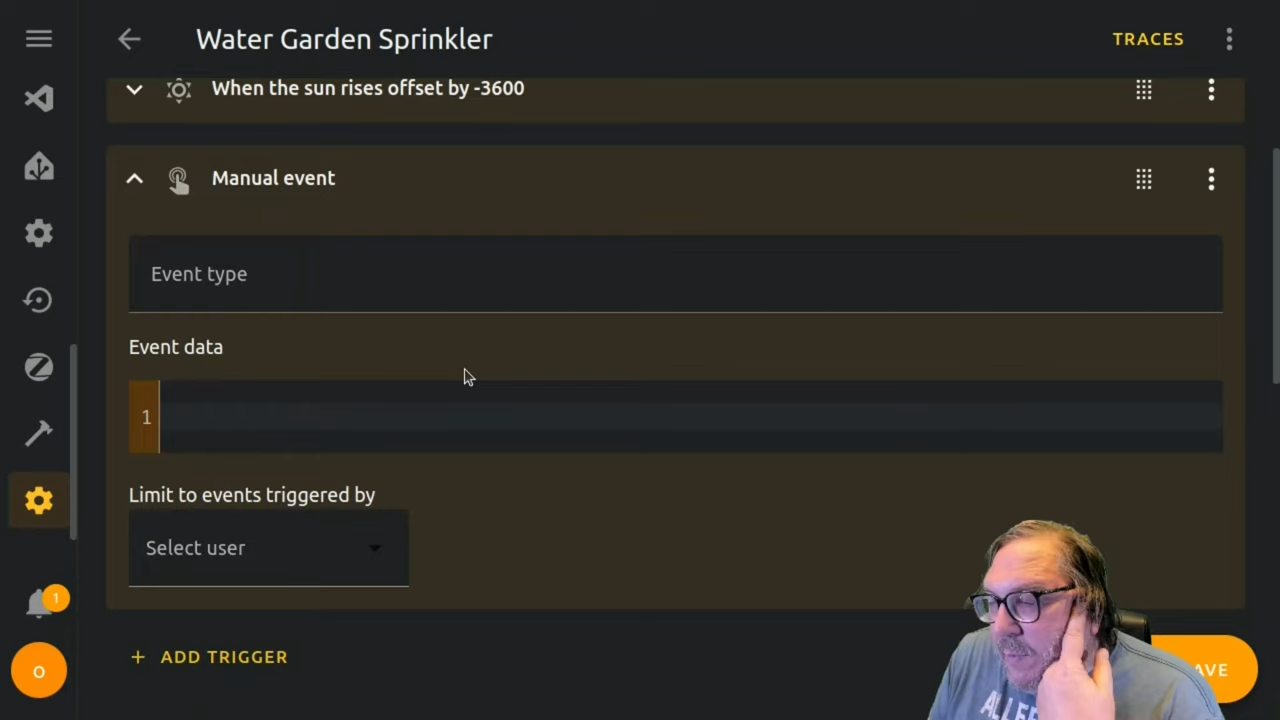 Water Garden Sprinkler
TRACES
When the sun rises offset by -3600
Manual event
Event type
Event data
1
Limit to events triggered by
Select user
1
+ ADD TRIGGER
o
AVE
ALLEE